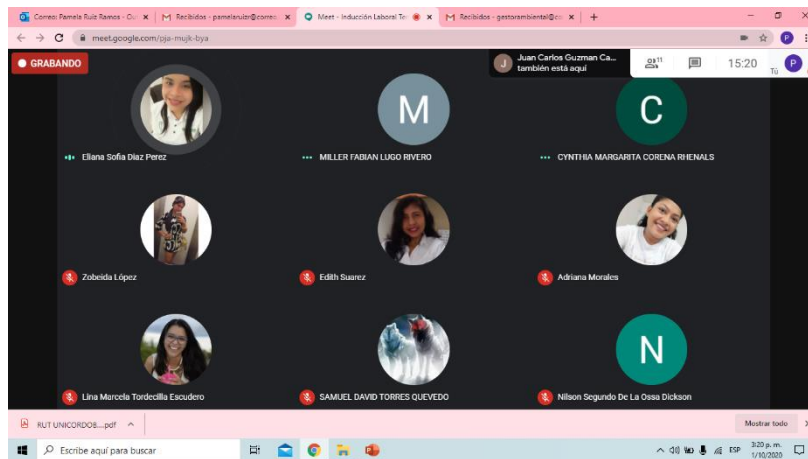 Correo: Pamela Ruiz Ramos - Ou
Recibidos - pamelaruizr@correo
Meet - Inducción Laboral Te
Recibidos - gestorambiental@co
meet.google.com/pja-mujk-bya
GRABANDO
J
Juan Carlos Guzman Ca...
también está aquí
11
15:20
Tú
P
M
C
Eliana Sofia Diaz Perez
MILLER FABIAN LUGO RIVERO
CYNTHIA MARGARITA CORENA RHENALS
Zobeida López
Edith Suarez
Adriana Morales
N
Lina Marcela Tordecilla Escudero
SAMUEL DAVID TORRES QUEVEDO
Nilson Segundo De La Ossa Dickson
RUT UNICORDOB....pdf
Mostrar todo
Escribe aquí para buscar
ESP
3:20 p. m.
1/10/2020